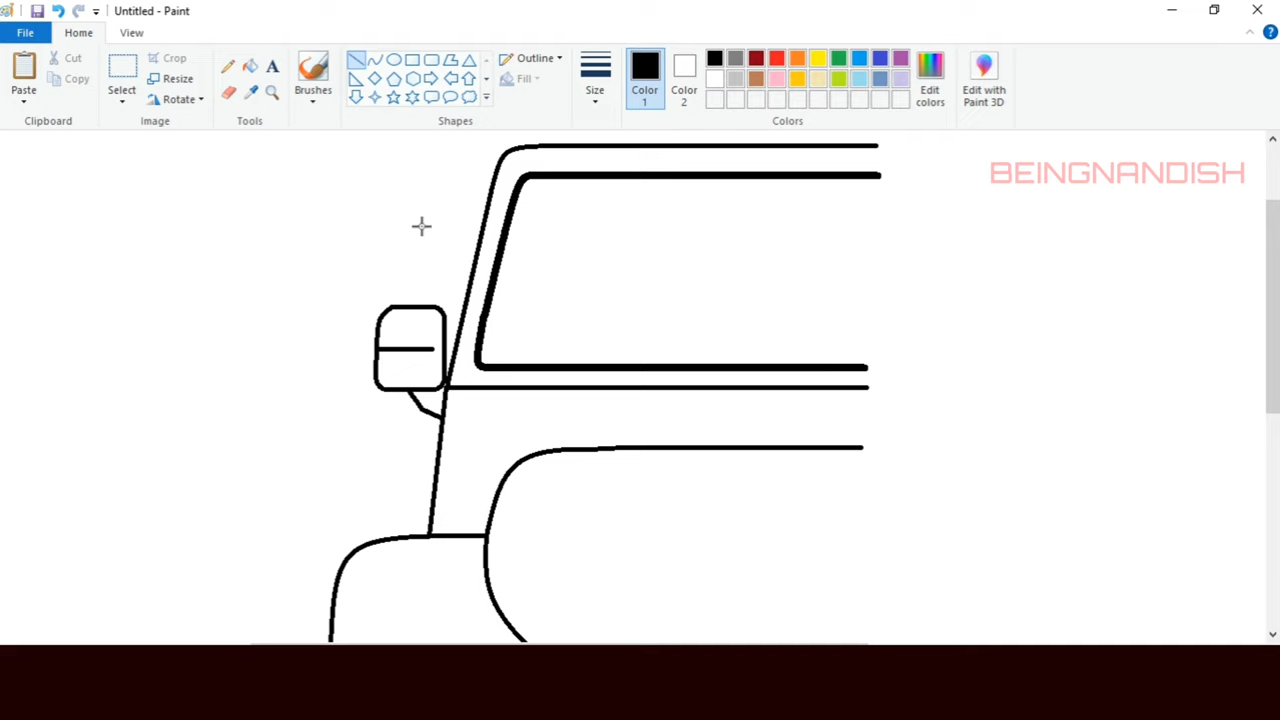 Untitled - Paint
File Home View
Paste
Cut
Copy
Clipboard
Select
Crop
Resize
Rotate
Image
A
Tools
Brushes
Shapes
Outline
Fill
Size
Color 1
Color 2
Edit colors
Colors
Edit with Paint 3D
BEINGNANDISH